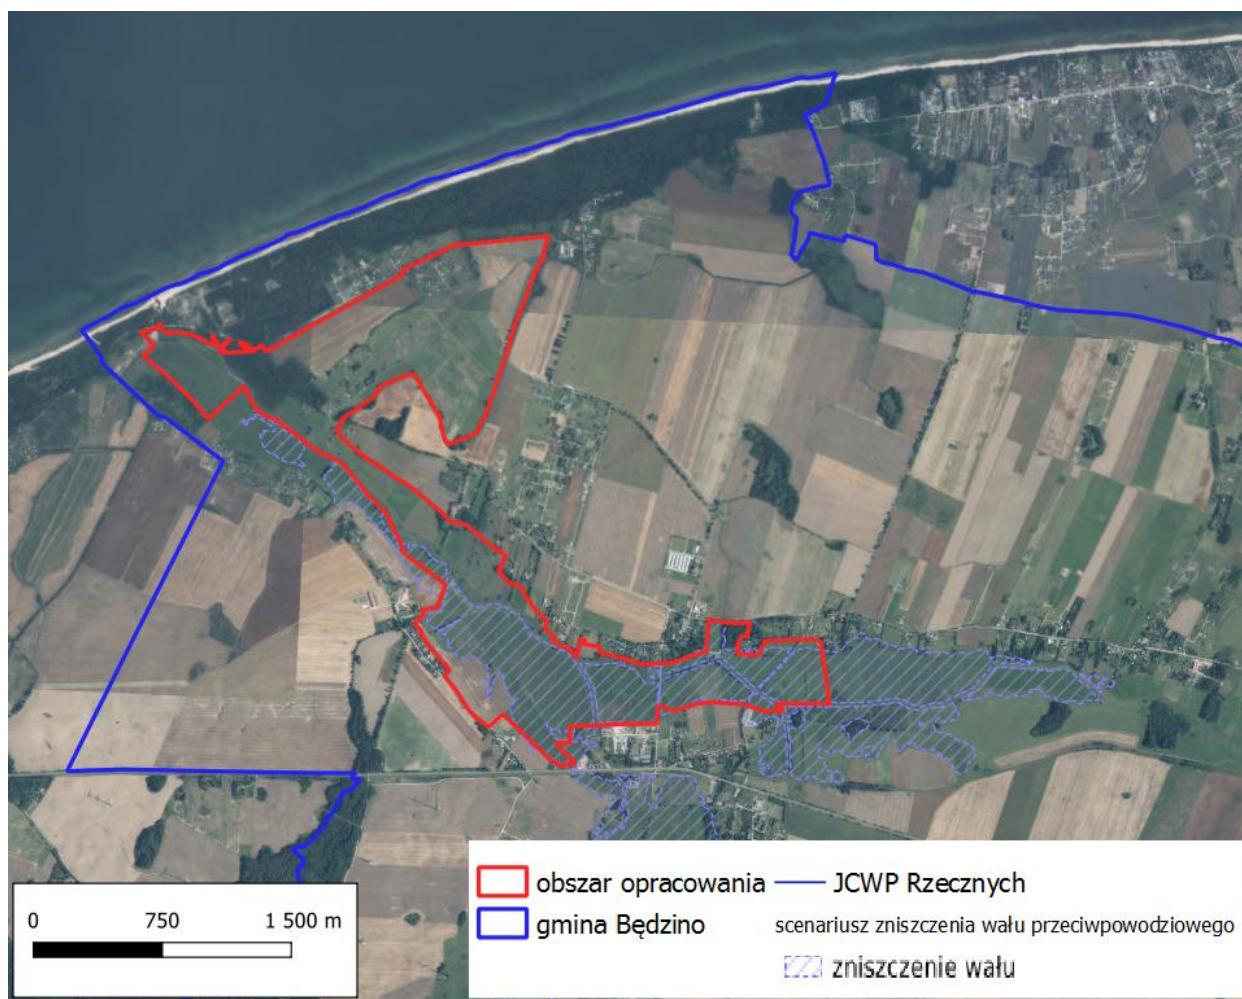 0 750 1 500 m
obszar opracowania
gmina Będzino
JCWP Rzecznych
scenariusz zniszczenia wału przeciwpowodziowego
zniszczenie wału